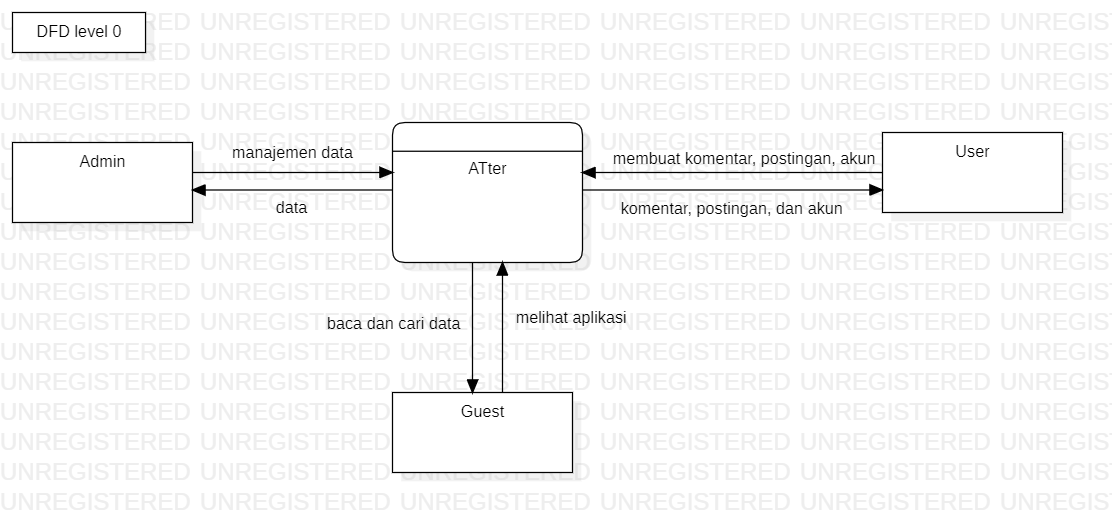 DFD level 0
Admin
manajemen data
data
ATter
membuat komentar, postingan, akun
komentar, postingan, dan akun
User
baca dan cari data
melihat aplikasi
Guest
UNREGISTERED